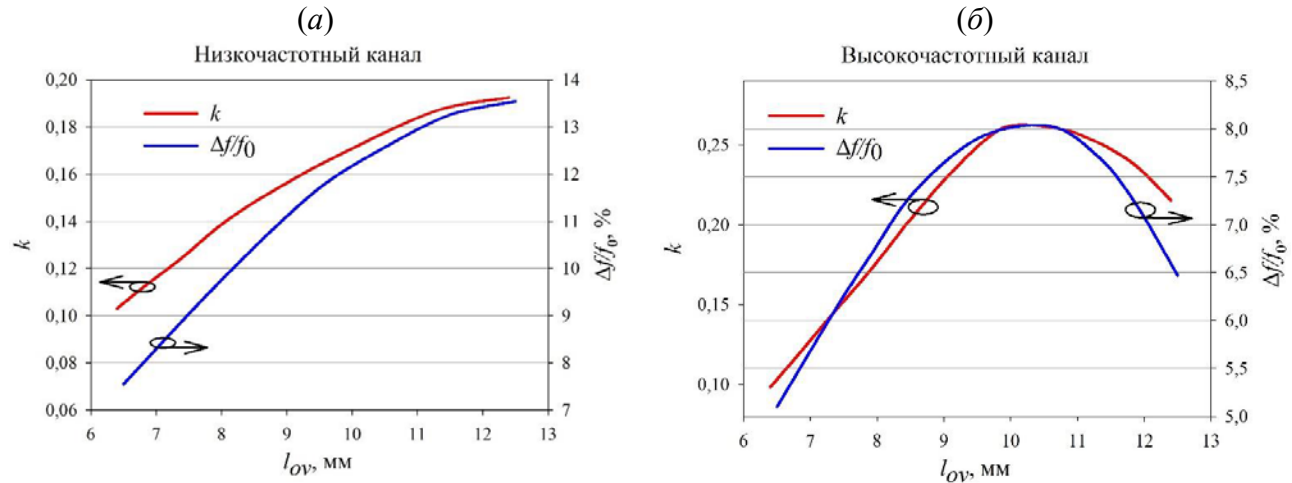 (а)
Низкочастотный канал
0,20
0,18
0,16
0,14
0,12
0,10
0,08
0,06
k
k
Δf/f0
14
13
12
11
10
9
8
7
Δf/f0, %
6 7 8 9 10 11 12 13
lov, мм
(б)
Высокочастотный канал
0,25
0,20
0,15
0,10
k
k
Δf/f0
8,5
8,0
7,5
7,0
6,5
6,0
5,5
5,0
Δf/f0, %
6 7 8 9 10 11 12 13
lov, мм